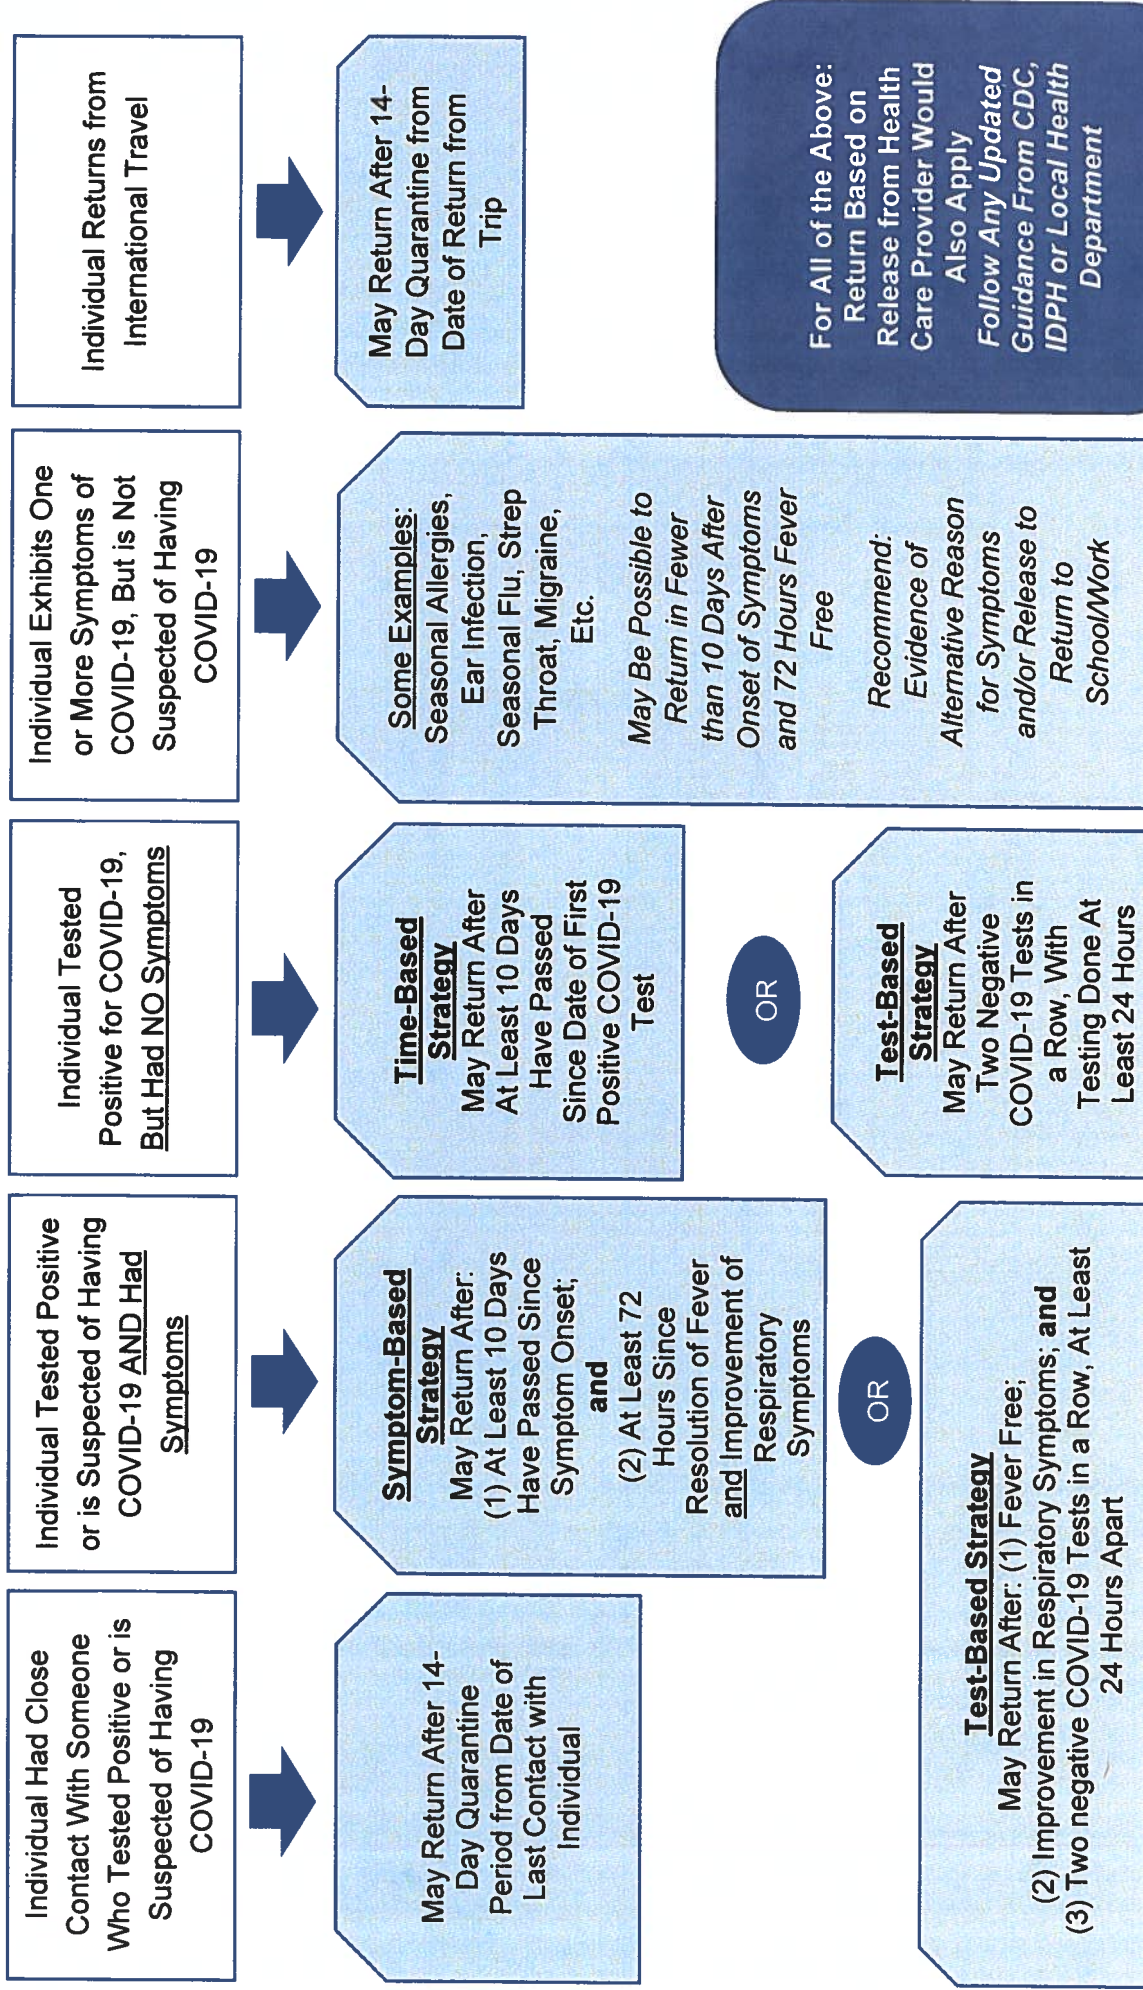 Individual Had Close
Contact With Someone
Who Tested Positive or is
Suspected of Having
COVID-19
May Return After 14-
Day Quarantine
Period from Date of
Last Contact with
Individual
Individual Tested Positive
or is Suspected of Having
COVID-19 AND Had
Symptoms
Symptom-Based
Strategy
May Return After:
(1) At Least 10 Days
Have Passed Since
Symptom Onset;
and
(2) At Least 72
Hours Since
Resolution of Fever
and Improvement of
Respiratory
Symptoms
OR
Test-Based Strategy
May Return After: (1) Fever Free;
(2) Improvement in Respiratory Symptoms; and
(3) Two negative COVID-19 Tests in a Row, At Least
24 Hours Apart
Individual Tested
Positive for COVID-19,
But Had NO Symptoms
Time-Based
Strategy
May Return After
At Least 10 Days
Have Passed
Since Date of First
Positive COVID-19
Test
OR
Test-Based
Strategy
May Return After
Two Negative
COVID-19 Tests in
a Row, With
Testing Done At
Least 24 Hours
Individual Exhibits One
or More Symptoms of
COVID-19, But is Not
Suspected of Having
COVID-19
Some Examples:
Seasonal Allergies,
Ear Infection,
Seasonal Flu, Strep
Throat, Migraine,
Etc.
May Be Possible to
Return in Fewer
than 10 Days After
Onset of Symptoms
and 72 Hours Fever
Free
Recommend:
Evidence of
Alternative Reason
for Symptoms
and/or Release to
Return to
School/Work
Individual Returns from
International Travel
May Return After 14-
Day Quarantine from
Date of Return from
Trip
For All of the Above:
Return Based on
Release from Health
Care Provider Would
Also Apply
Follow Any Updated
Guidance From CDC,
IDPH or Local Health
Department